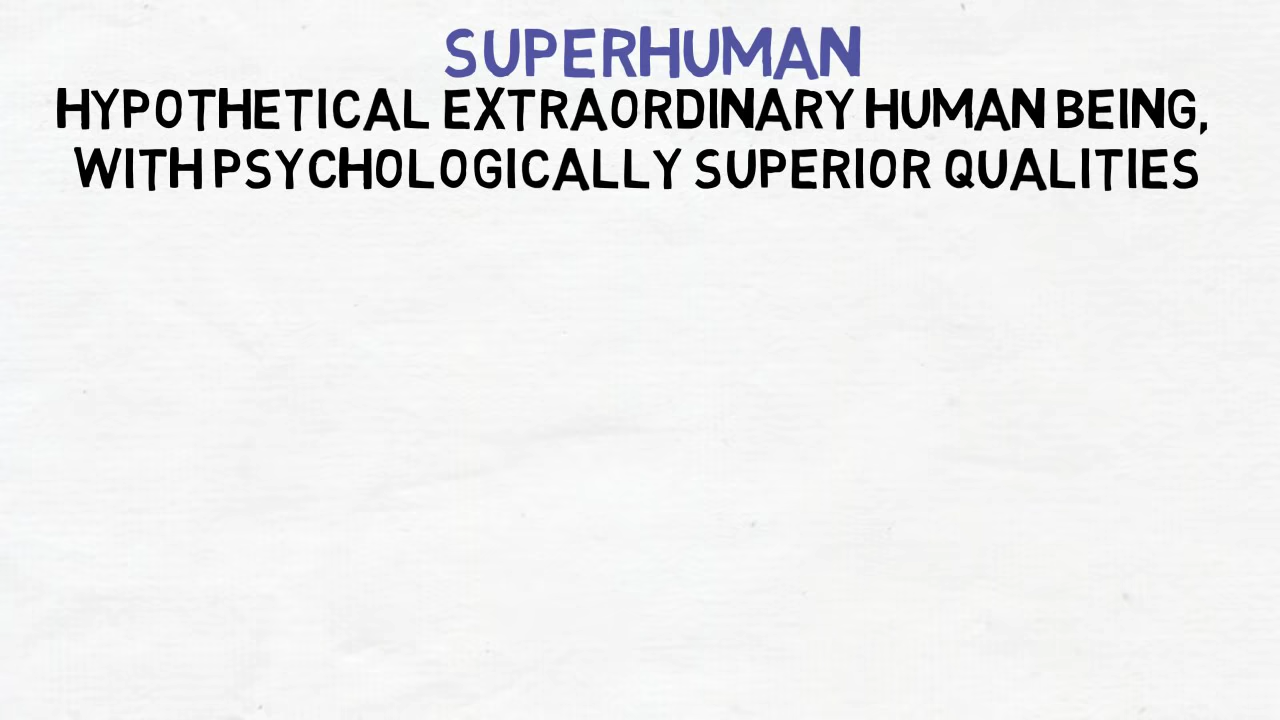 SUPERHUMAN
HYPOTHETICAL EXTRAORDINARY HUMAN BEING,
WITH PSYCHOLOGICALLY SUPERIOR QUALITIES